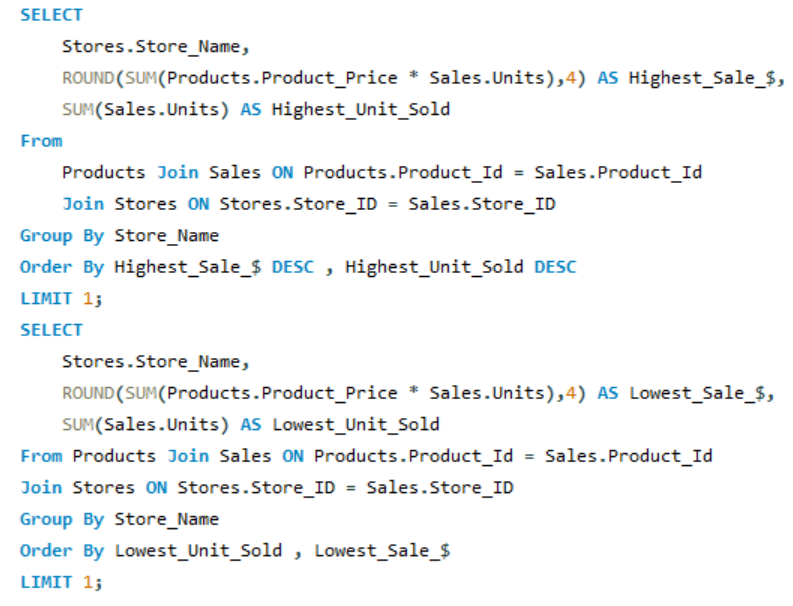 SELECT
Stores.Store_Name,
ROUND(SUM(Products.Product_Price * Sales.Units),4) AS Highest_Sale_$,
SUM(Sales.Units) AS Highest_Unit_Sold
From
Products Join Sales ON Products.Product_Id = Sales.Product_Id
Join Stores ON Stores.Store_ID = Sales.Store_ID
Group By Store_Name
Order By Highest_Sale_$ DESC , Highest_Unit_Sold DESC
LIMIT 1;
SELECT
Stores.Store_Name,
ROUND(SUM(Products.Product_Price * Sales.Units),4) AS Lowest_Sale_$,
SUM(Sales.Units) AS Lowest_Unit_Sold
From Products Join Sales ON Products.Product_Id = Sales.Product_Id
Join Stores ON Stores.Store_ID = Sales.Store_ID
Group By Store_Name
Order By Lowest_Unit_Sold , Lowest_Sale_$
LIMIT 1;